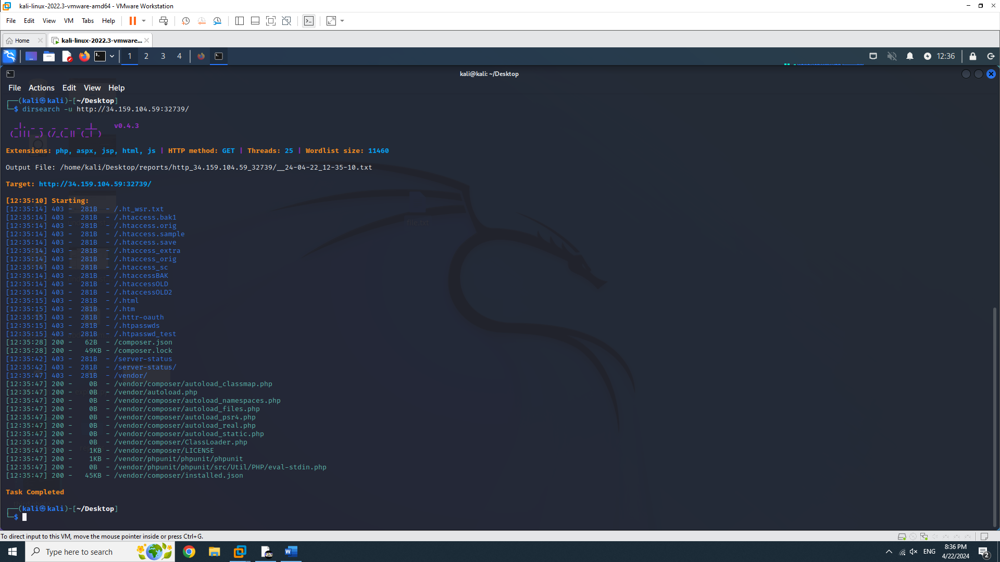 kali-linux-2022.3-vmware-amd64 - VMware Workstation
File Edit View VM Tabs Help
Home
kali-linux-2022.3-vmware...
1 2 3 4
12:36
kali@kali: ~/Desktop
File Actions Edit View Help
┌──(kali㉿kali)-[~/Desktop]
└─$ dirsearch -u http://34.159.104.59:32739/
_|. _ _  _  _  _ _|_    v0.4.3
(_||| _) (/_(_|| (_| )
Extensions: php, aspx, jsp, html, js | HTTP method: GET | Threads: 25 | Wordlist size: 11460
Output File: /home/kali/Desktop/reports/http_34.159.104.59_32739/__24-04-22_12-35-10.txt
Target: http://34.159.104.59:32739/
[12:35:10] Starting:
[12:35:14] 403 -  281B  - /.ht_wsr.txt
[12:35:14] 403 -  281B  - /.htaccess.bak1
[12:35:14] 403 -  281B  - /.htaccess.orig
[12:35:14] 403 -  281B  - /.htaccess.sample
[12:35:14] 403 -  281B  - /.htaccess.save
[12:35:14] 403 -  281B  - /.htaccess_extra
[12:35:14] 403 -  281B  - /.htaccess_orig
[12:35:14] 403 -  281B  - /.htaccess_sc
[12:35:14] 403 -  281B  - /.htaccessBAK
[12:35:14] 403 -  281B  - /.htaccessOLD
[12:35:14] 403 -  281B  - /.htaccessOLD2
[12:35:15] 403 -  281B  - /.html
[12:35:15] 403 -  281B  - /.htm
[12:35:15] 403 -  281B  - /.httr-oauth
[12:35:15] 403 -  281B  - /.htpasswds
[12:35:15] 403 -  281B  - /.htpasswd_test
[12:35:28] 200 -   62B  - /composer.json
[12:35:28] 200 -   49KB - /composer.lock
[12:35:42] 403 -  281B  - /server-status
[12:35:42] 403 -  281B  - /server-status/
[12:35:47] 403 -  281B  - /vendor/
[12:35:47] 200 -    0B  - /vendor/composer/autoload_classmap.php
[12:35:47] 200 -    0B  - /vendor/autoload.php
[12:35:47] 200 -    0B  - /vendor/composer/autoload_namespaces.php
[12:35:47] 200 -    0B  - /vendor/composer/autoload_files.php
[12:35:47] 200 -    0B  - /vendor/composer/autoload_psr4.php
[12:35:47] 200 -    0B  - /vendor/composer/autoload_real.php
[12:35:47] 200 -    0B  - /vendor/composer/autoload_static.php
[12:35:47] 200 -    0B  - /vendor/composer/ClassLoader.php
[12:35:47] 200 -    1KB - /vendor/composer/LICENSE
[12:35:47] 200 -    1KB - /vendor/phpunit/phpunit/phpunit
[12:35:47] 200 -    0B  - /vendor/phpunit/phpunit/src/Util/PHP/eval-stdin.php
[12:35:47] 200 -   45KB - /vendor/composer/installed.json
Task Completed
┌──(kali㉿kali)-[~/Desktop]
└─$
To direct input to this VM, move the mouse pointer inside or press Ctrl+G.
Type here to search
ENG
8:36 PM
4/22/2024
2